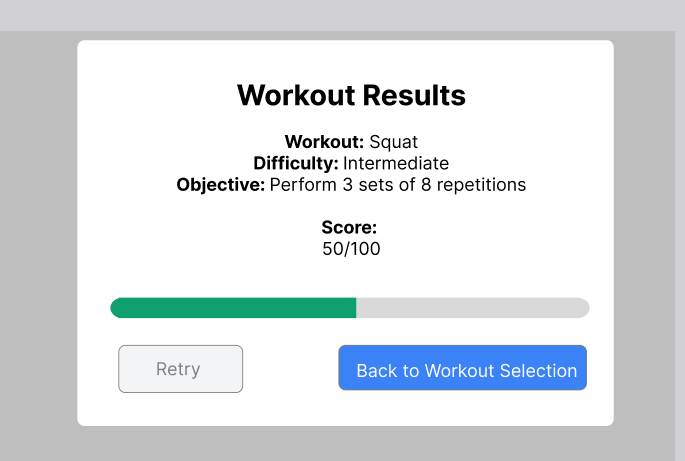 Workout Results
Workout: Squat
Difficulty: Intermediate
Objective: Perform 3 sets of 8 repetitions
Score:
50/100
Retry
Back to Workout Selection